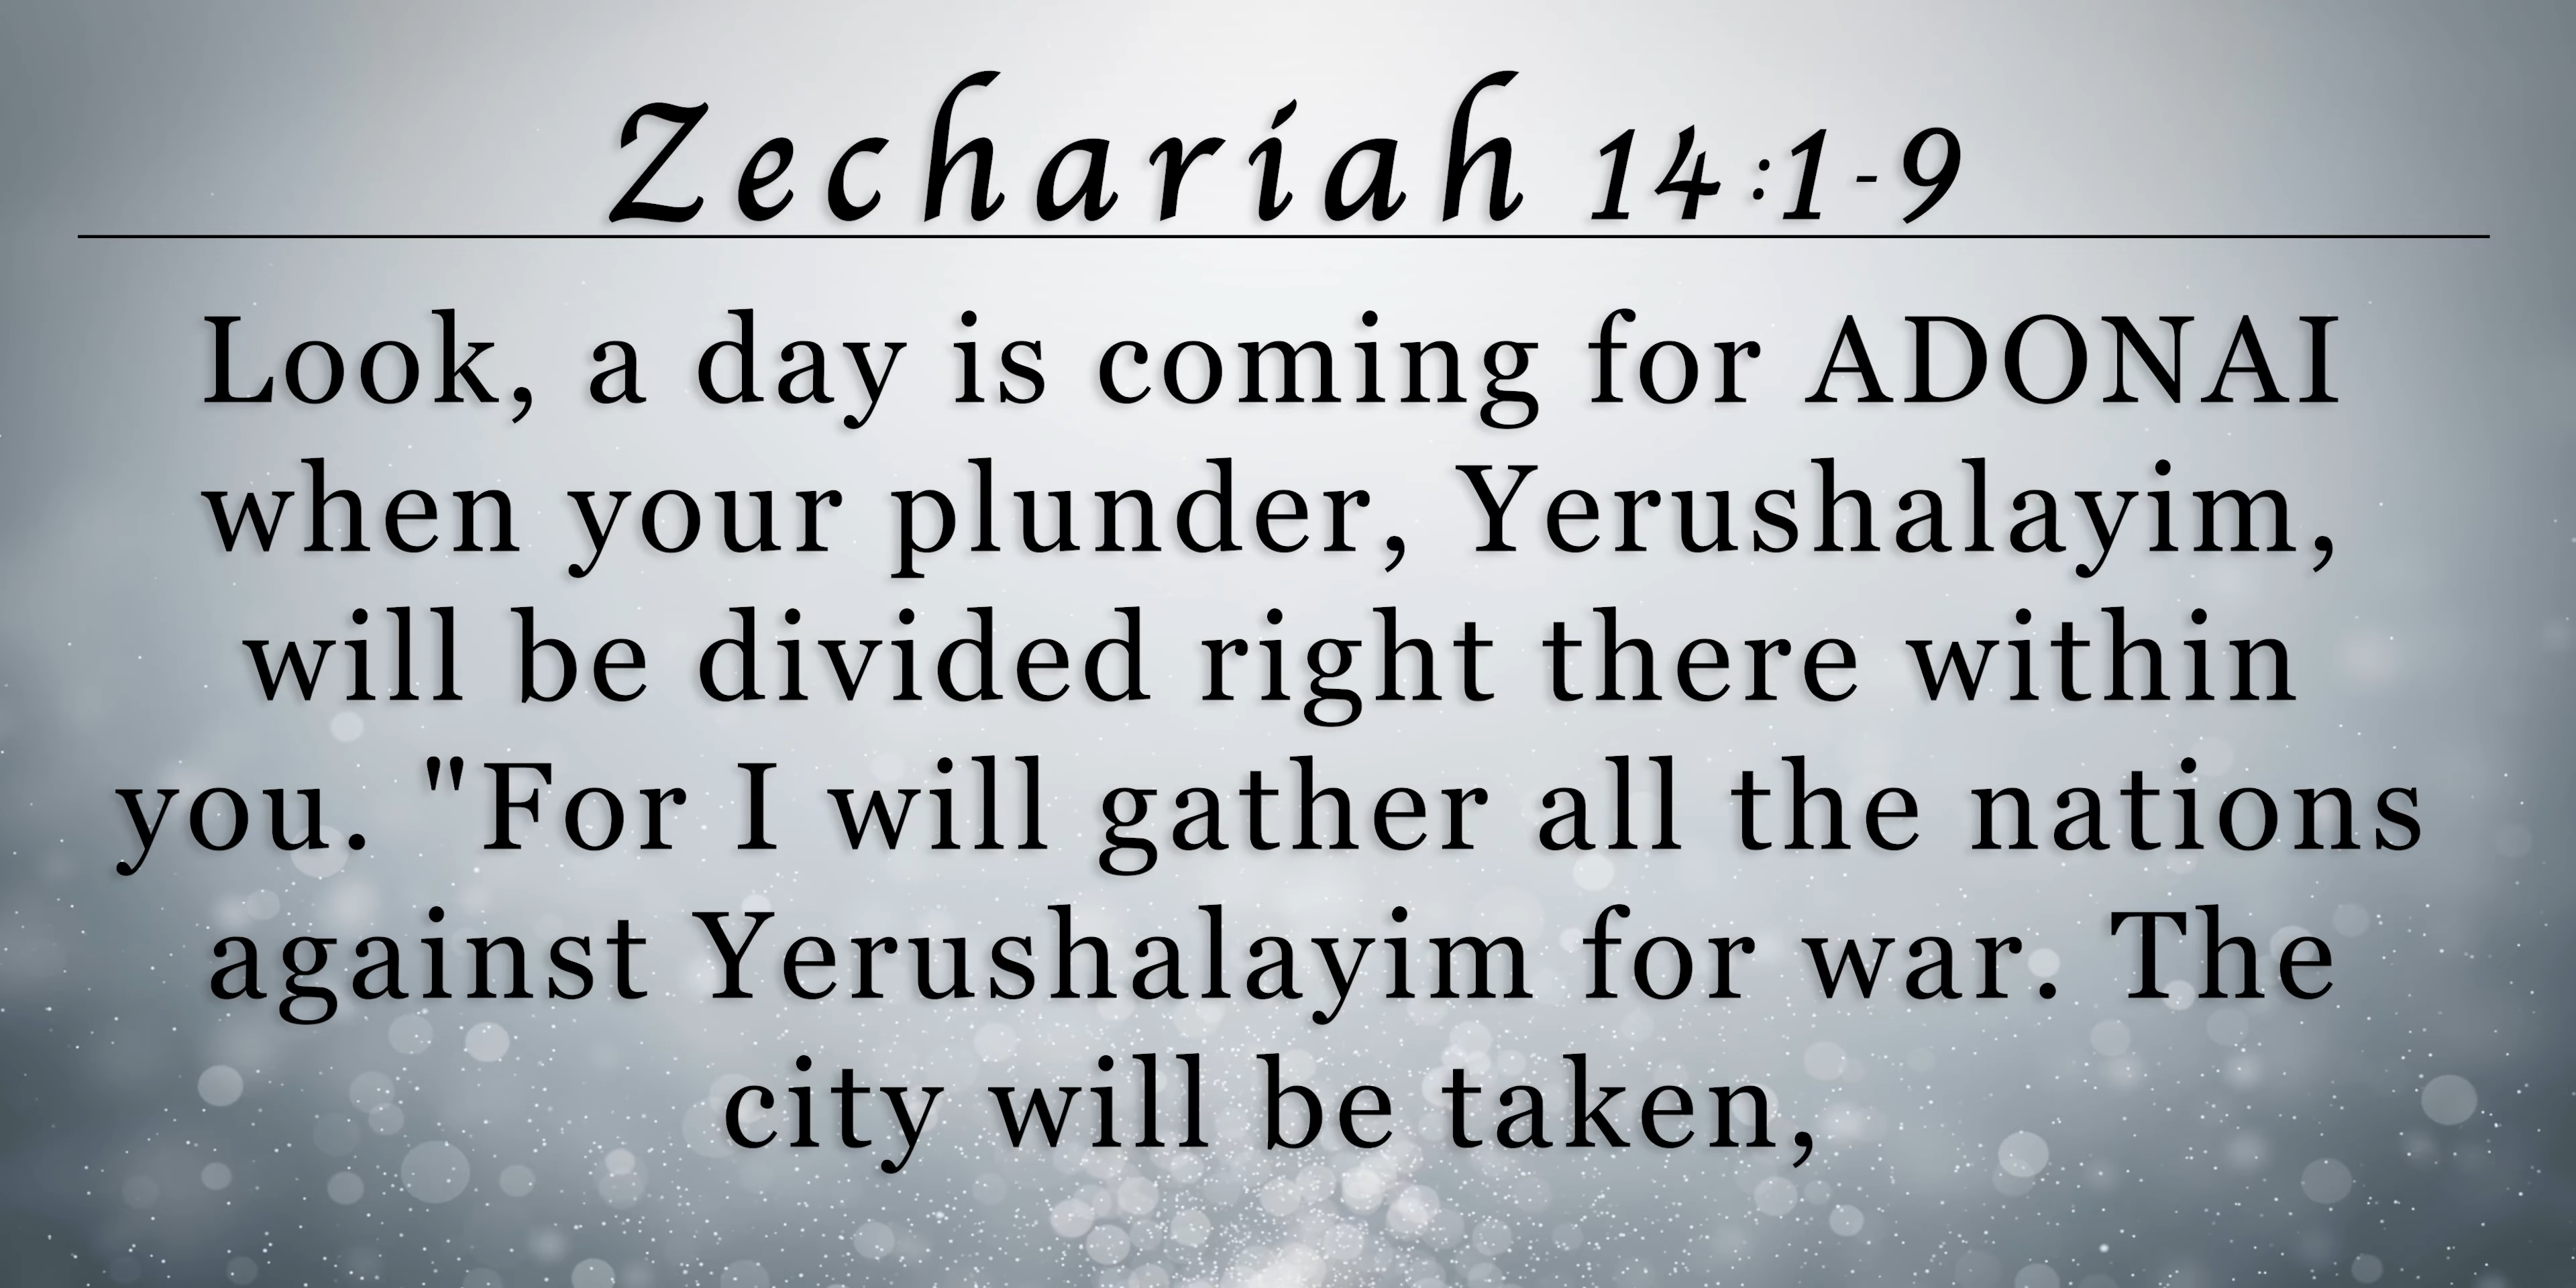 Zechariah 14:1-9
Look, a day is coming for ADONAI
when your plunder, Yerushalayim,
will be divided right there within
you. "For I will gather all the nations
against Yerushalayim for war. The
city will be taken,